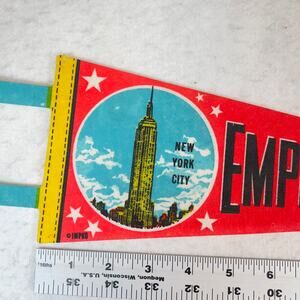 NEW
YORK
CITY
EMP
© IMPKO
1 2 3 4 5 6
Mequon, Wisconsin U.S.A.
35 34 33 32 31 30